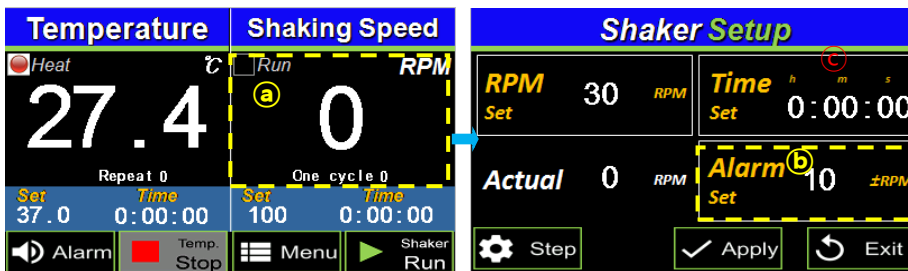 Temperature
Heat ℃
27.4
Repeat 0
Set Time
37.0 0:00:00
Alarm
Temp.
Stop
Shaking Speed
Run RPM
ⓐ
0
One cycle 0
Set Time
100 0:00:00
Menu
Shaker
Run
Shaker Setup
RPM
Set
30 RPM
ⓒ
h m s
Time
Set
0:00:00
Actual 0 RPM
ⓑ
Alarm
Set
10 ±RPM
Step
Apply
Exit